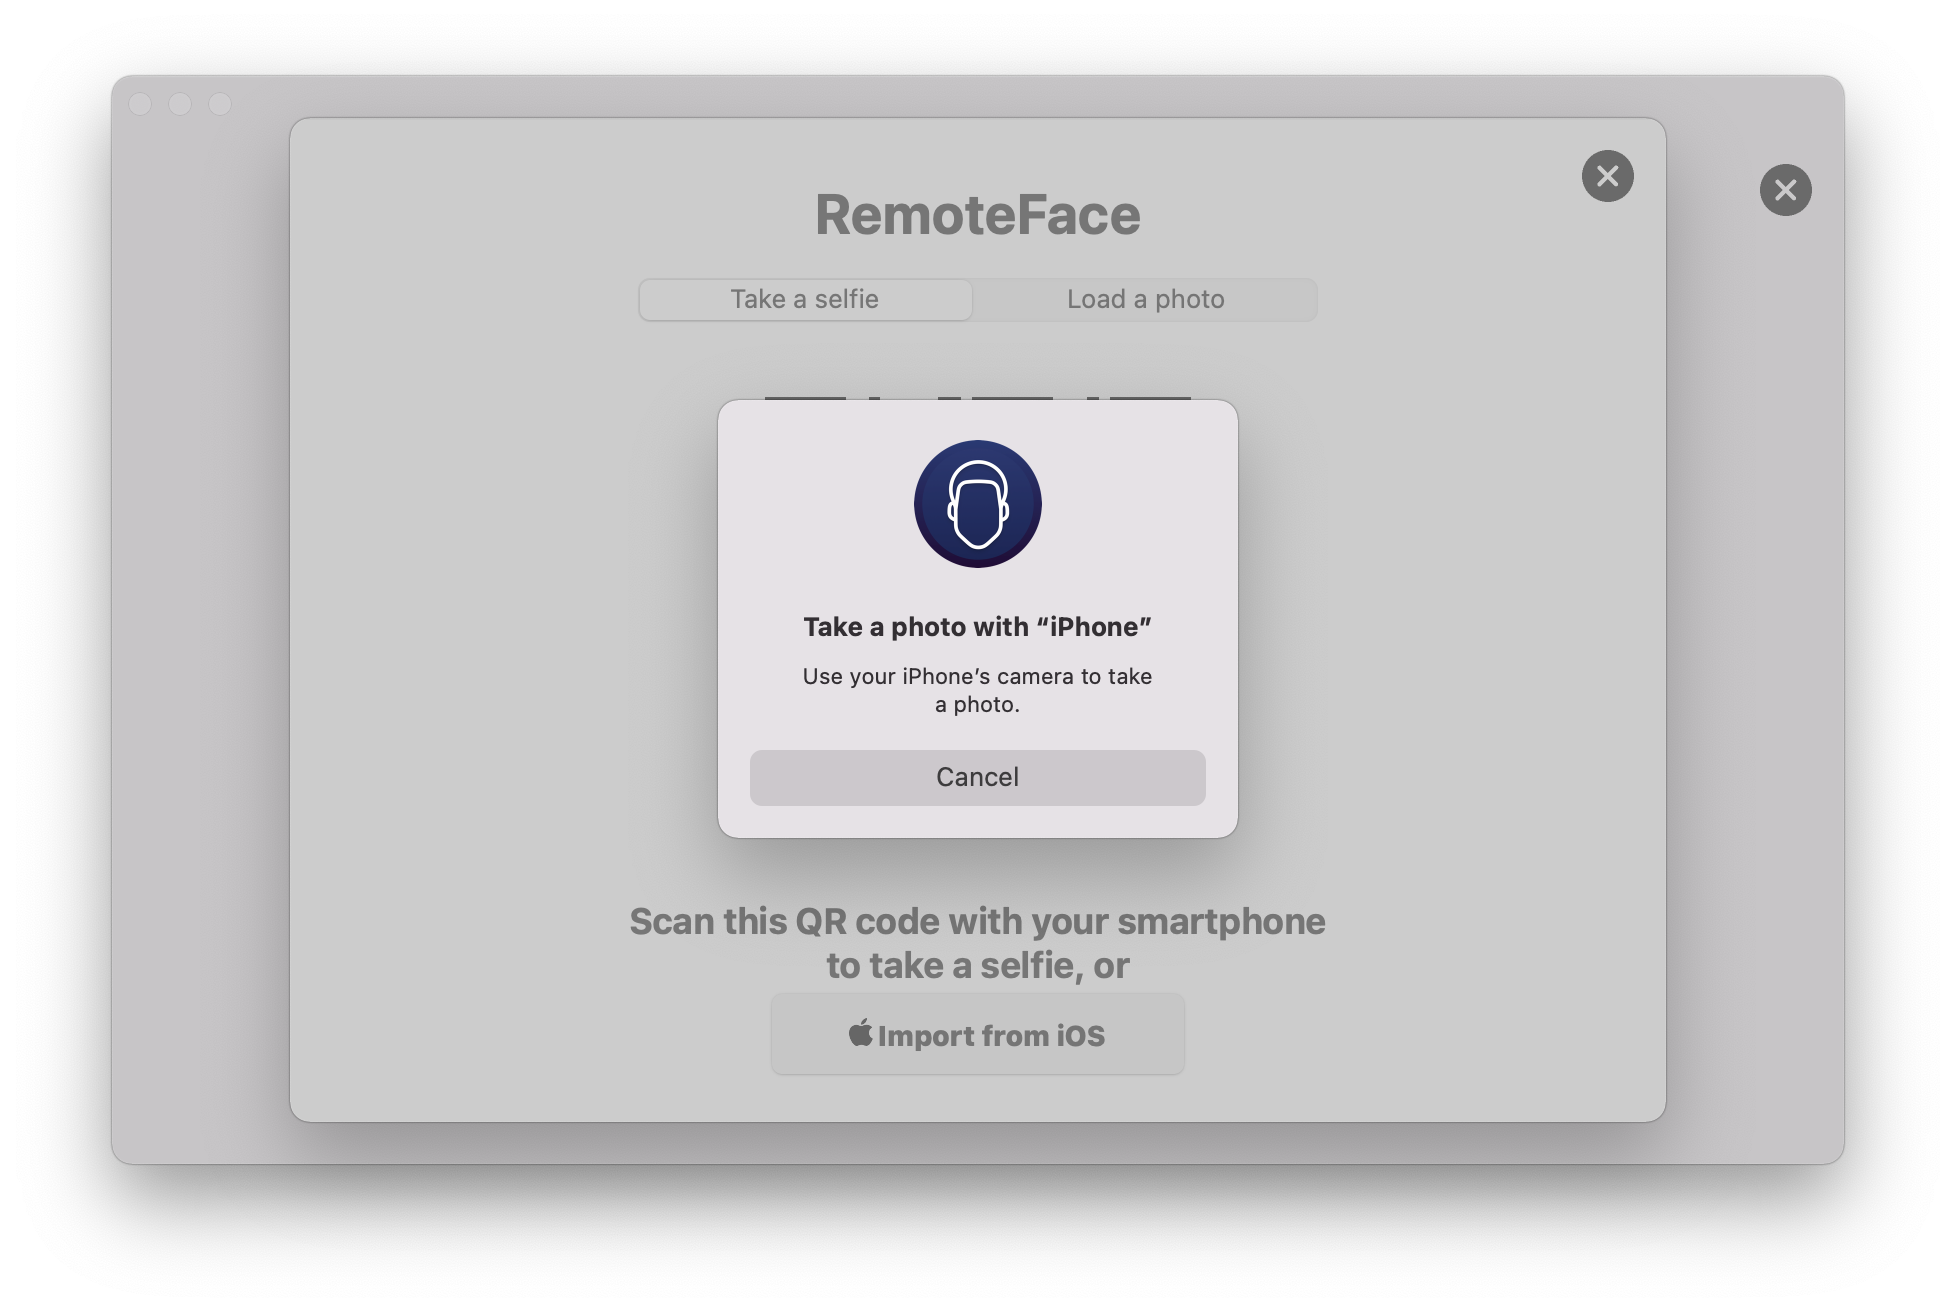 RemoteFace
Take a selfie
Load a photo
Take a photo with “iPhone”
Use your iPhone’s camera to take
a photo.
Cancel
Scan this QR code with your smartphone
to take a selfie, or
Import from iOS